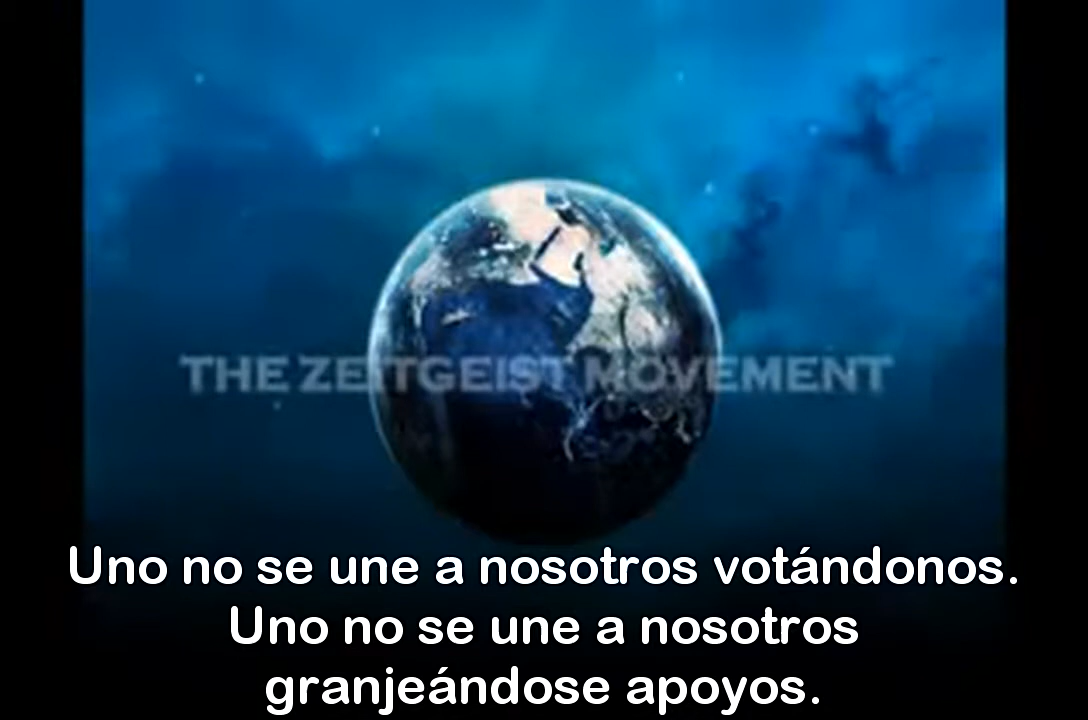 THE ZEITGEIST MOVEMENT
Uno no se une a nosotros votándonos.
Uno no se une a nosotros
granjeándose apoyos.